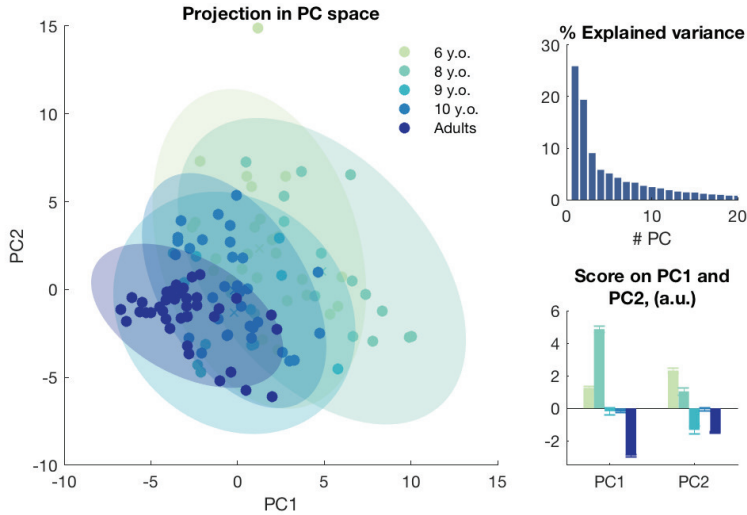 Projection in PC space
15
10
5
0
-5
-10
-10
-5
0
5
10
15
PC2
PC1
6 y.o.
8 y.o.
9 y.o.
10 y.o.
Adults
% Explained variance
30
20
10
0
0
10
20
# PC
Score on PC1 and
PC2, (a.u.)
6
4
2
0
-2
PC1
PC2